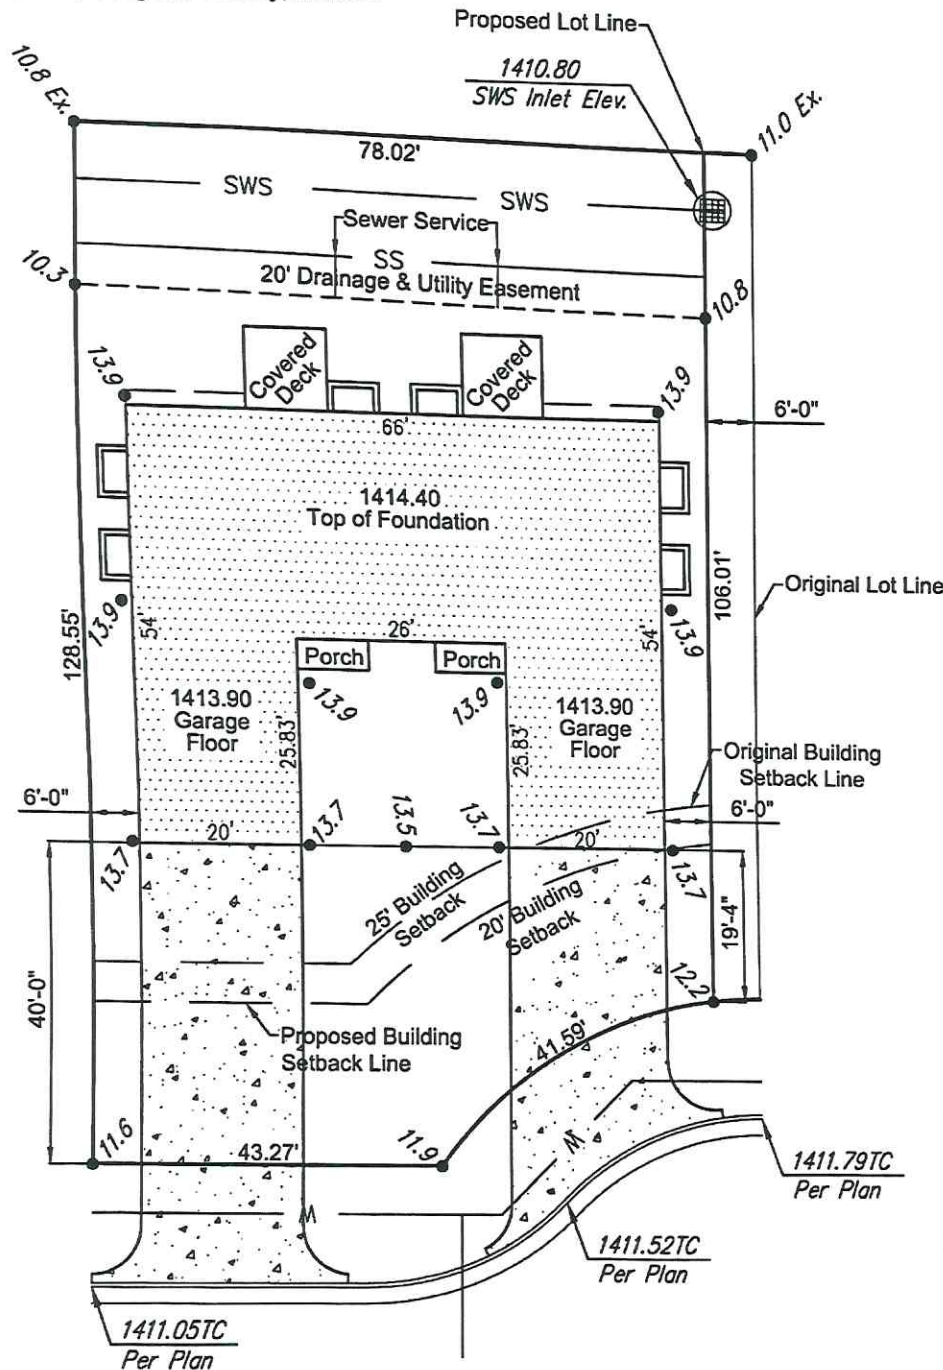 Proposed Lot Line
1410.80
SWS Inlet Elev.
10.8 Ex.
11.0 Ex.
78.02'
SWS
SWS
Sewer Service
SS
20' Drainage & Utility Easement
10.3
10.8
Covered
Deck
Covered
Deck
13.9
13.9
6'-0"
66'
1414.40
Top of Foundation
128.55'
106.01'
Original Lot Line
13.9
54'
26'
54'
13.9
Porch
Porch
13.9
13.9
1413.90
Garage
Floor
25.83'
25.83'
1413.90
Garage
Floor
Original Building
Setback Line
6'-0"
6'-0"
13.7
20'
13.7
13.5
13.7
20'
13.7
25' Building
Setback
20' Building
Setback
19'-4"
40'-0"
12.2
Proposed Building
Setback Line
41.59'
11.6
43.27'
11.9
W
W
1411.79TC
Per Plan
1411.52TC
Per Plan
1411.05TC
Per Plan